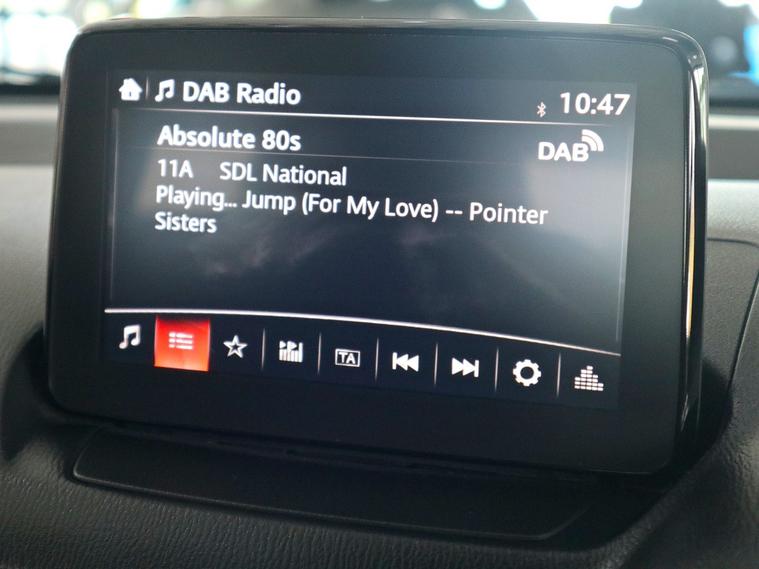 DAB Radio
10:47
Absolute 80s
DAB
11A SDL National
Playing... Jump (For My Love) -- Pointer
Sisters
TA